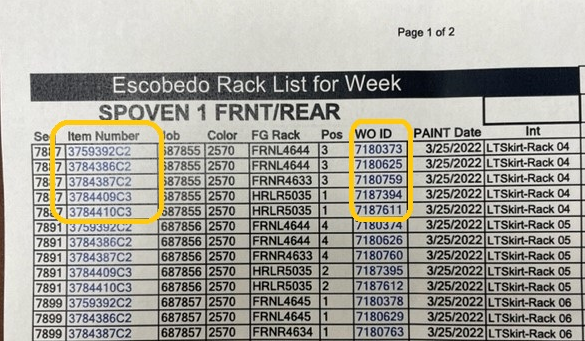 Page 1 of 2
Escobedo Rack List for Week
SPOVEN 1 FRNT/REAR
Item Number Job Color FG Rack Pos WO ID PAINT Date Int
3759392C2 687855 2570 FRNL4644 3 7180373 3/25/2022 LTSkirt-Rack 04
3784386C2 687855 2570 FRNL4644 3 7180625 3/25/2022 LTSkirt-Rack 04
3784387C2 687855 2570 FRNR4633 3 7180759 3/25/2022 LTSkirt-Rack 04
3784409C3 687855 2570 HRLR5035 1 7187394 3/25/2022 LTSkirt-Rack 04
3784410C3 687855 2570 HRLR5035 1 7187611 3/25/2022 LTSkirt-Rack 04
7891 3759392C2 687856 2570 FRNL4644 4 7180374 3/25/2022 LTSkirt-Rack 05
7891 3784386C2 687856 2570 FRNL4644 4 7180626 3/25/2022 LTSkirt-Rack 05
7891 3784387C2 687856 2570 FRNR4633 4 7180760 3/25/2022 LTSkirt-Rack 05
7891 3784409C3 687856 2570 HRLR5035 2 7187395 3/25/2022 LTSkirt-Rack 05
7891 3784410C3 687856 2570 HRLR5035 2 7187612 3/25/2022 LTSkirt-Rack 05
7899 3759392C2 687857 2570 FRNL4645 1 7180378 3/25/2022 LTSkirt-Rack 06
7899 3784386C2 687857 2570 FRNL4645 1 7180629 3/25/2022 LTSkirt-Rack 06
7899 3784387C2 687857 2570 FRNR4634 1 7180763 3/25/2022 LTSkirt-Rack 06